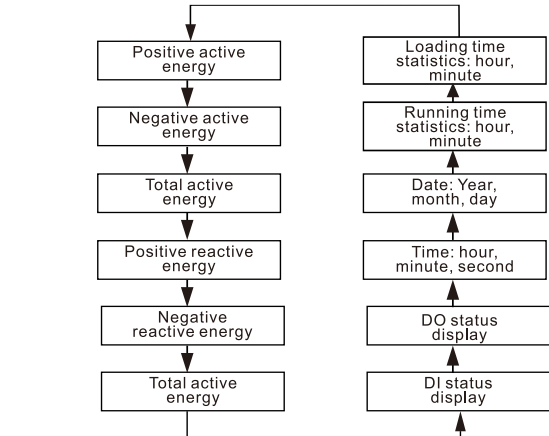 Positive active
energy
Negative active
energy
Total active
energy
Positive reactive
energy
Negative
reactive energy
Total active
energy
Loading time
statistics: hour,
minute
Running time
statistics: hour,
minute
Date: Year,
month, day
Time: hour,
minute, second
DO status
display
DI status
display